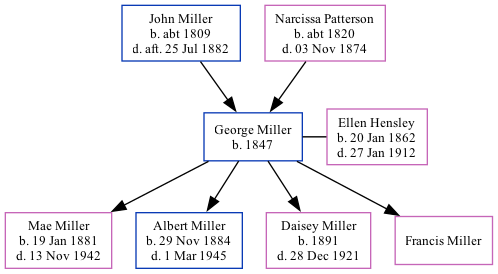 John Miller
b. abt 1809
d. aft. 25 Jul 1882
Narcissa Patterson
b. abt 1820
d. 03 Nov 1874
George Miller
b. 1847
Ellen Hensley
b. 20 Jan 1862
d. 27 Jan 1912
Mae Miller
b. 19 Jan 1881
d. 13 Nov 1942
Albert Miller
b. 29 Nov 1884
d. 1 Mar 1945
Daisey Miller
b. 1891
d. 28 Dec 1921
Francis Miller